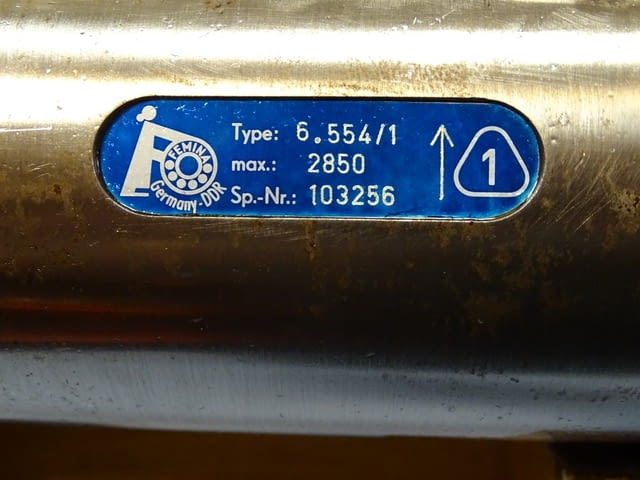 FEMINA
Germany-DDR
Type: 6.554/1
max.: 2850
Sp.-Nr.: 103256
1